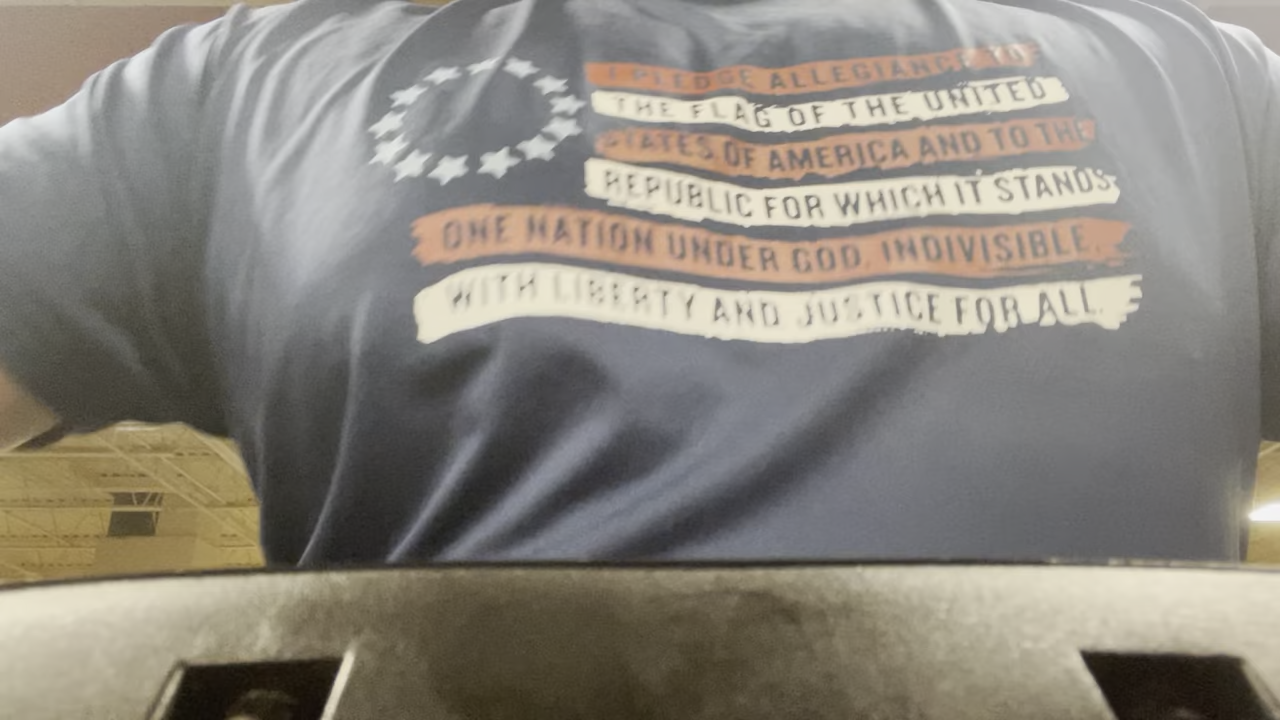 I PLEDGE ALLEGIANCE TO
THE FLAG OF THE UNITED
STATES OF AMERICA AND TO THE
REPUBLIC FOR WHICH IT STANDS.
ONE NATION UNDER GOD, INDIVISIBLE,
WITH LIBERTY AND JUSTICE FOR ALL.